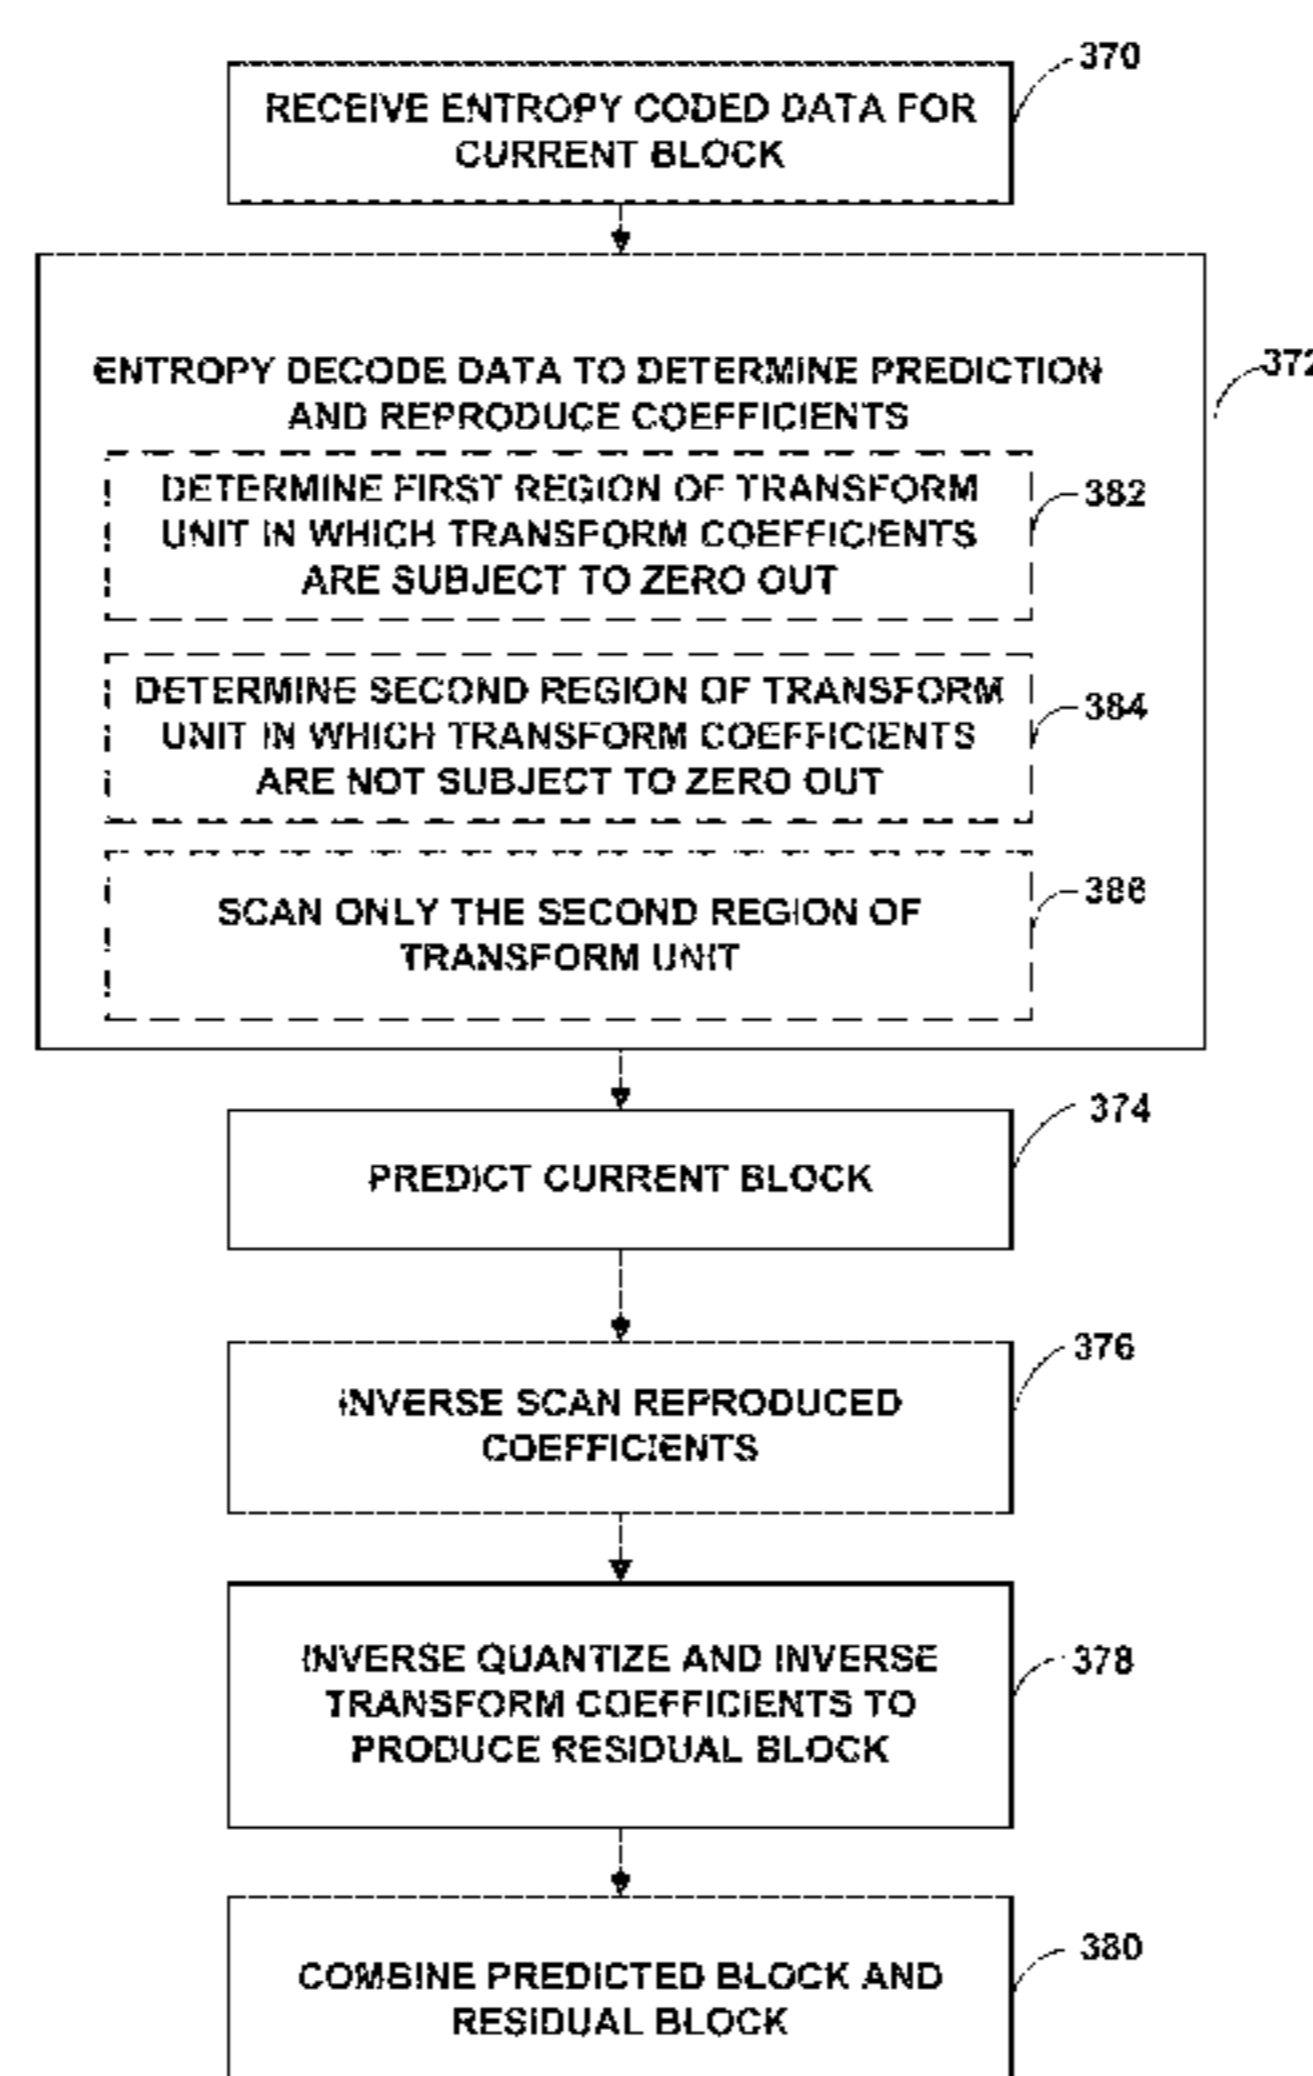 370
RECEIVE ENTROPY CODED DATA FOR
CURRENT BLOCK
372
ENTROPY DECODE DATA TO DETERMINE PREDICTION
AND REPRODUCE COEFFICIENTS
DETERMINE FIRST REGION OF TRANSFORM
UNIT IN WHICH TRANSFORM COEFFICIENTS
ARE SUBJECT TO ZERO OUT
382
DETERMINE SECOND REGION OF TRANSFORM
UNIT IN WHICH TRANSFORM COEFFICIENTS
ARE NOT SUBJECT TO ZERO OUT
384
SCAN ONLY THE SECOND REGION OF
TRANSFORM UNIT
386
374
PREDICT CURRENT BLOCK
376
INVERSE SCAN REPRODUCED
COEFFICIENTS
378
INVERSE QUANTIZE AND INVERSE
TRANSFORM COEFFICIENTS TO
PRODUCE RESIDUAL BLOCK
380
COMBINE PREDICTED BLOCK AND
RESIDUAL BLOCK